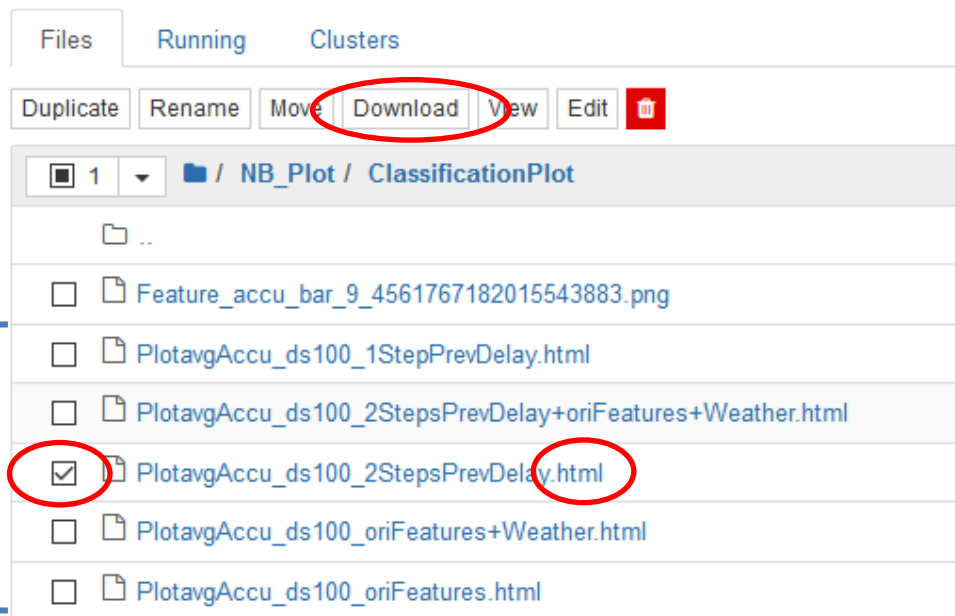 Files Running Clusters
Duplicate Rename Move Download View Edit
1 / NB_Plot / ClassificationPlot
..
Feature_accu_bar_9_4561767182015543883.png
PlotavgAccu_ds100_1StepPrevDelay.html
PlotavgAccu_ds100_2StepsPrevDelay+oriFeatures+Weather.html
PlotavgAccu_ds100_2StepsPrevDelay.html
PlotavgAccu_ds100_oriFeatures+Weather.html
PlotavgAccu_ds100_oriFeatures.html